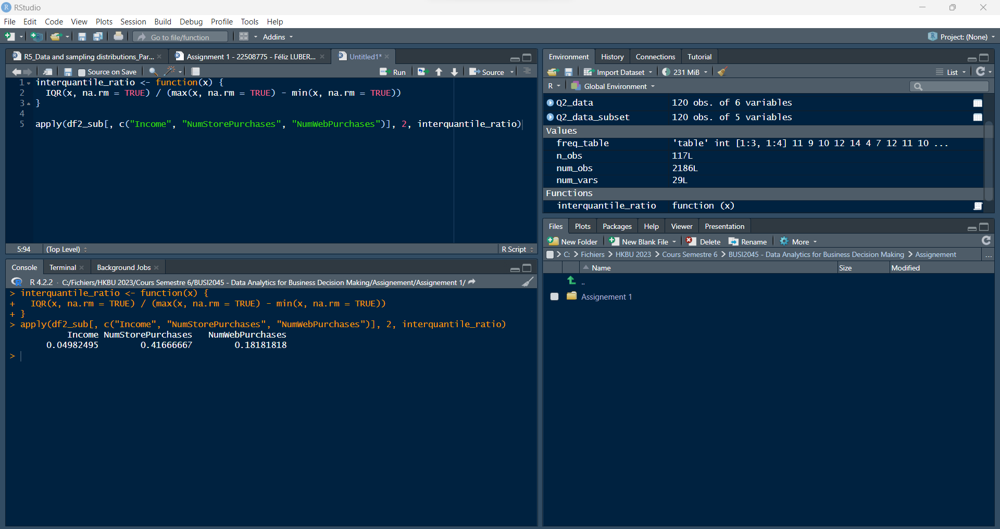 RStudio
File Edit Code View Plots Session Build Debug Profile Tools Help
Go to file/function Addins Project: (None)
R5_Data and sampling distributions_Par... Assignment 1 - 22508775 - Féliz LUBER... Untitled1*
Source on Save Run Source
1 interquantile_ratio <- function(x) {
2 IQR(x, na.rm = TRUE) / (max(x, na.rm = TRUE) - min(x, na.rm = TRUE))
3 }
4
5 apply(df2_sub[, c("Income", "NumStorePurchases", "NumWebPurchases")], 2, interquantile_ratio)
5:94 (Top Level) R Script
Console Terminal Background Jobs
R 4.2.2 · C:/Fichiers/HKBU 2023/Cours Semestre 6/BUSI2045 - Data Analytics for Business Decision Making/Assignement/Assignement 1/
> interquantile_ratio <- function(x) {
+ IQR(x, na.rm = TRUE) / (max(x, na.rm = TRUE) - min(x, na.rm = TRUE))
+ }
> apply(df2_sub[, c("Income", "NumStorePurchases", "NumWebPurchases")], 2, interquantile_ratio)
Income NumStorePurchases NumWebPurchases
0.04982495 0.41666667 0.18181818
>
Environment History Connections Tutorial
Import Dataset 231 MiB List
R Global Environment
Q2_data 120 obs. of 6 variables
Q2_data_subset 120 obs. of 5 variables
Values
freq_table 'table' int [1:3, 1:4] 11 9 10 12 14 4 7 12 11 10 ...
n_obs 117L
num_obs 2186L
num_vars 29L
Functions
interquantile_ratio function (x)
Files Plots Packages Help Viewer Presentation
New Folder New Blank File Delete Rename More
> C: > Fichiers > HKBU 2023 > Cours Semestre 6 > BUSI2045 - Data Analytics for Business Decision Making > Assignement ...
Name Size Modified
..
Assignement 1